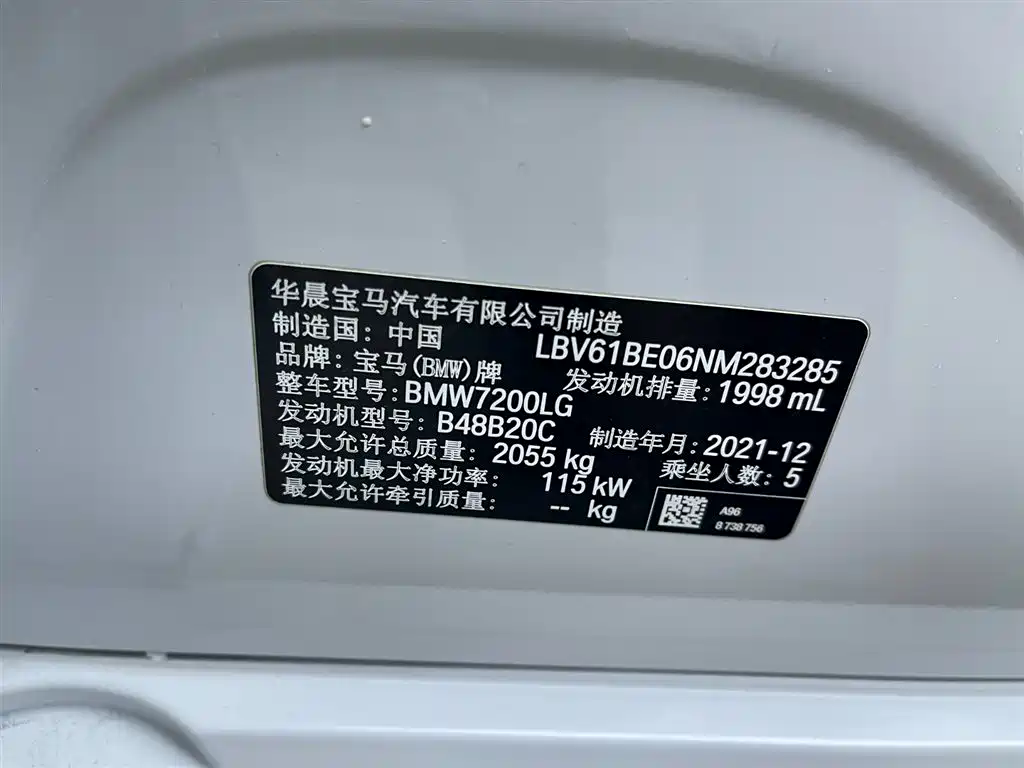 华晨宝马汽车有限公司制造
制造国：中国 LBV61BE06NM283285
品牌：宝马(BMW)牌 发动机排量：1998 mL
整车型号：BMW7200LG
发动机型号：B48B20C 制造年月：2021-12
最大允许总质量：2055 kg 乘坐人数：5
发动机最大净功率：115 kW
最大允许牵引质量：-- kg
A96
8 738 756